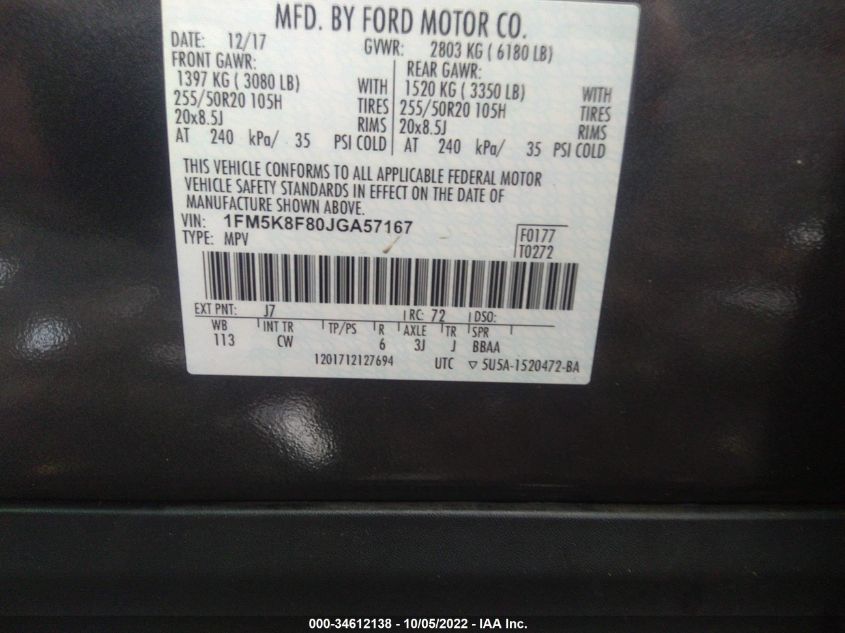 MFD. BY FORD MOTOR CO.
DATE: 12/17 GVWR: 2803 KG ( 6180 LB)
FRONT GAWR: REAR GAWR:
1397 KG ( 3080 LB) WITH 1520 KG ( 3350 LB) WITH
255/50R20 105H TIRES 255/50R20 105H TIRES
20x8.5J RIMS 20x8.5J RIMS
AT 240 kPa/ 35 PSI COLD AT 240 kPa/ 35 PSI COLD
THIS VEHICLE CONFORMS TO ALL APPLICABLE FEDERAL MOTOR
VEHICLE SAFETY STANDARDS IN EFFECT ON THE DATE OF
MANUFACTURE SHOWN ABOVE.
VIN: 1FM5K8F80JGA57167
TYPE: MPV
F0177
T0272
EXT PNT: J7 RC: 72 DSO:
WB INT TR TP/PS R AXLE TR SPR
113 CW 6 3J J BBAA
1201712127694 UTC ▽ 5U5A-1520472-BA
000-34612138 - 10/05/2022 - IAA Inc.